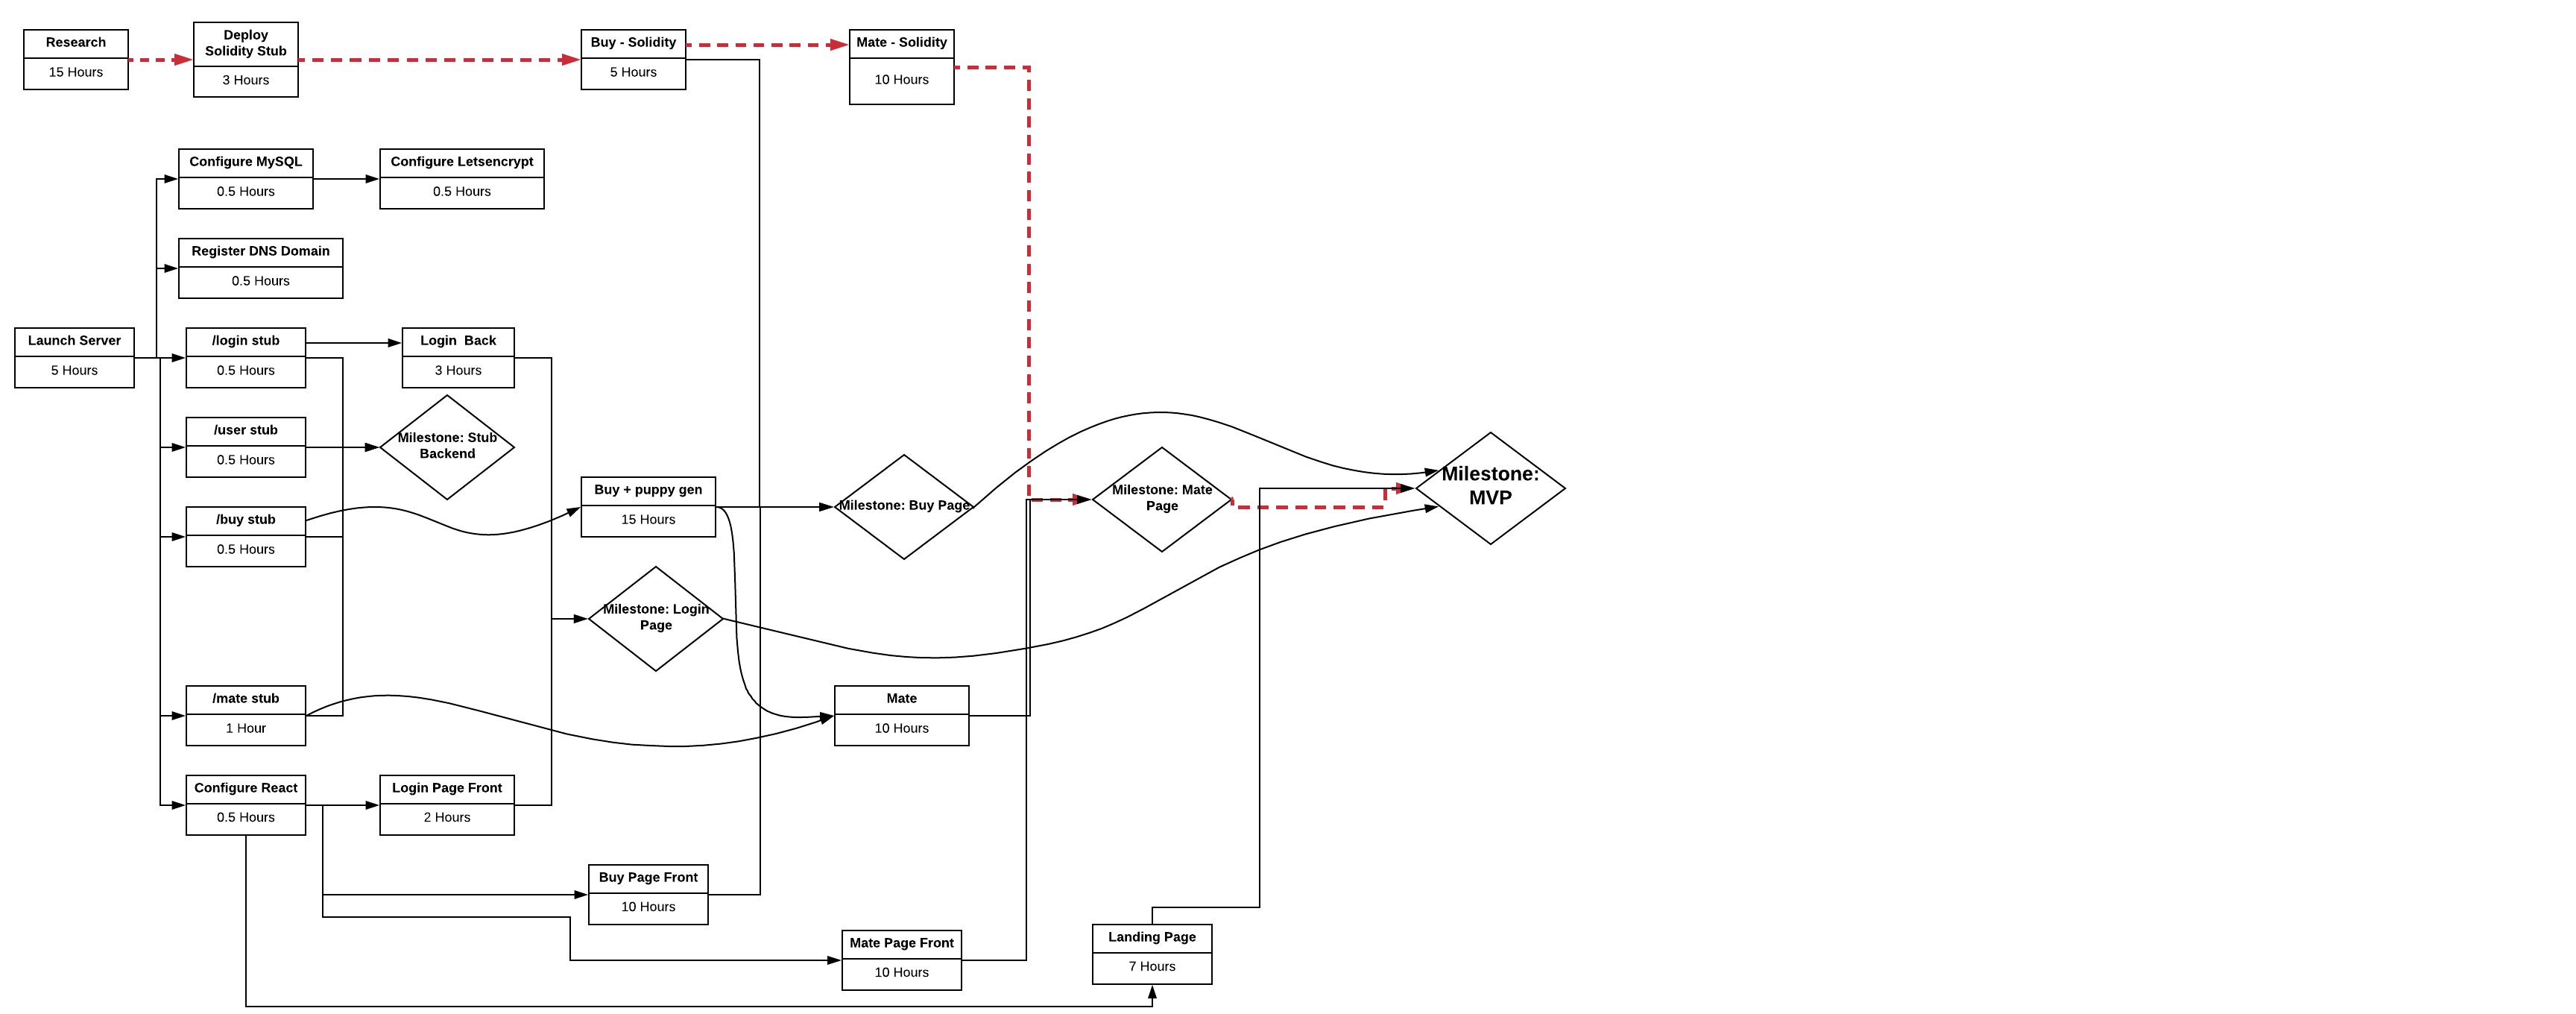 Research
15 Hours
Deploy
Solidity Stub
3 Hours
Buy - Solidity
5 Hours
Mate - Solidity
10 Hours
Configure MySQL
0.5 Hours
Configure Letsencrypt
0.5 Hours
Register DNS Domain
0.5 Hours
Launch Server
5 Hours
/login stub
0.5 Hours
Login  Back
3 Hours
/user stub
0.5 Hours
Milestone: Stub
Backend
/buy stub
0.5 Hours
Buy + puppy gen
15 Hours
Milestone: Buy Page
Milestone: Mate
Page
Milestone:
MVP
Milestone: Login
Page
/mate stub
1 Hour
Mate
10 Hours
Configure React
0.5 Hours
Login Page Front
2 Hours
Buy Page Front
10 Hours
Mate Page Front
10 Hours
Landing Page
7 Hours